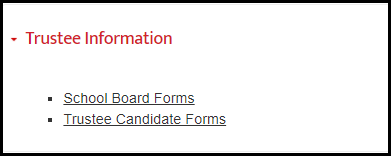 Trustee Information
School Board Forms
Trustee Candidate Forms